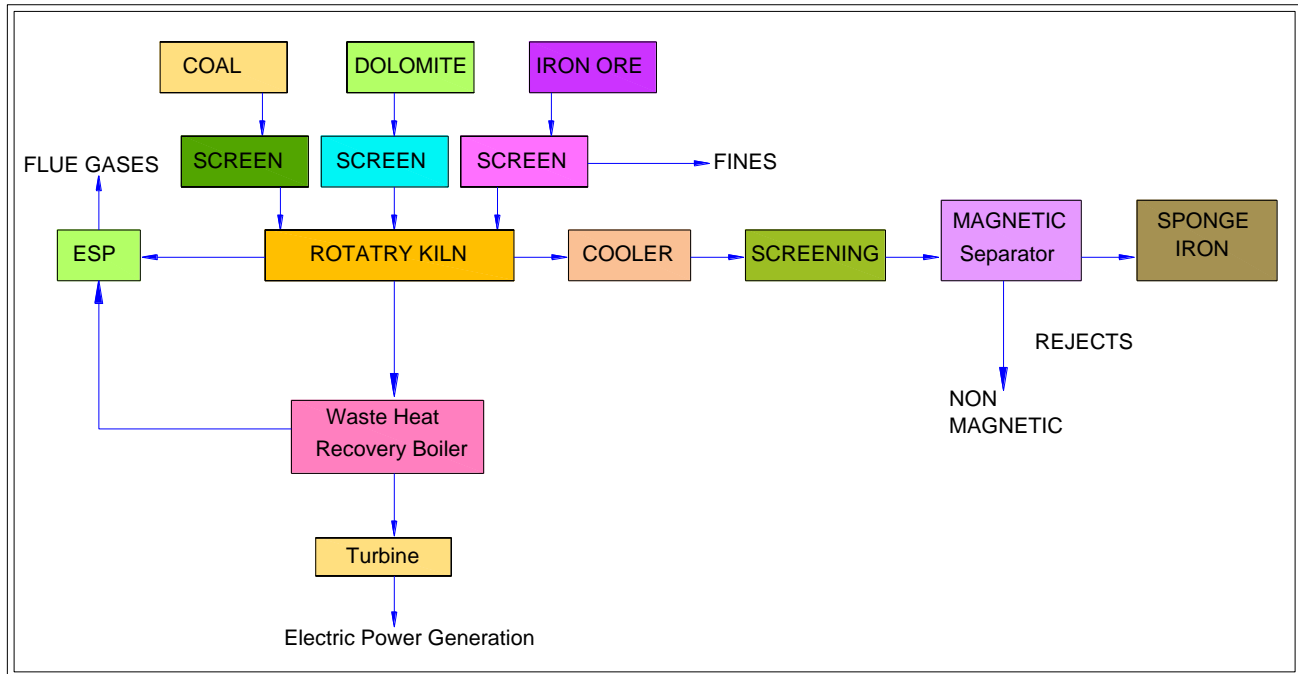 COAL
DOLOMITE
IRON ORE
SCREEN
SCREEN
SCREEN
FINES
FLUE GASES
ESP
ROTATRY KILN
COOLER
SCREENING
MAGNETIC
Separator
SPONGE
IRON
REJECTS
NON
MAGNETIC
Waste Heat
Recovery Boiler
Turbine
Electric Power Generation